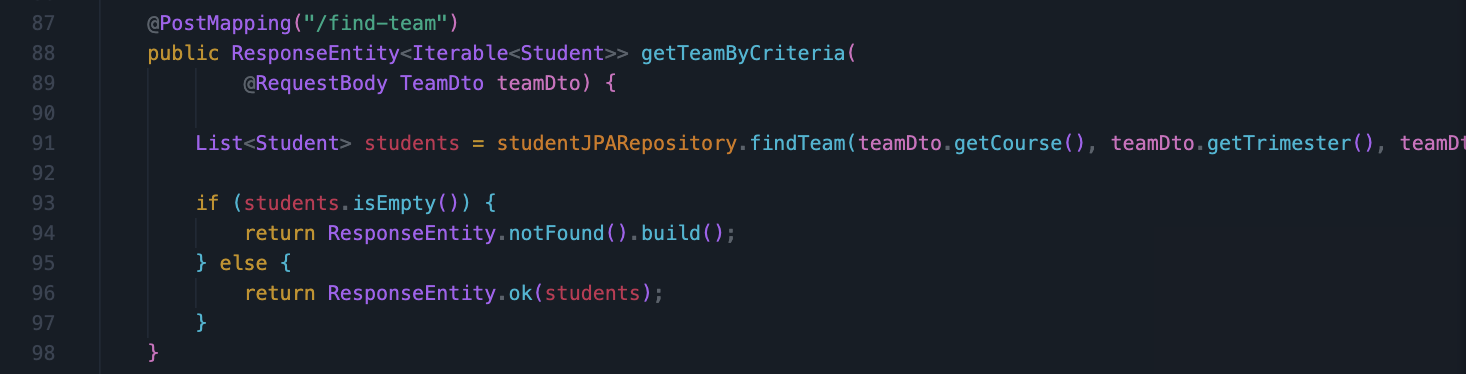 87 @PostMapping("/find-team")
88 public ResponseEntity<Iterable<Student>> getTeamByCriteria(
89 @RequestBody TeamDto teamDto) {
90
91 List<Student> students = studentJPARepository.findTeam(teamDto.getCourse(), teamDto.getTrimester(), teamDt
92
93 if (students.isEmpty()) {
94 return ResponseEntity.notFound().build();
95 } else {
96 return ResponseEntity.ok(students);
97 }
98 }